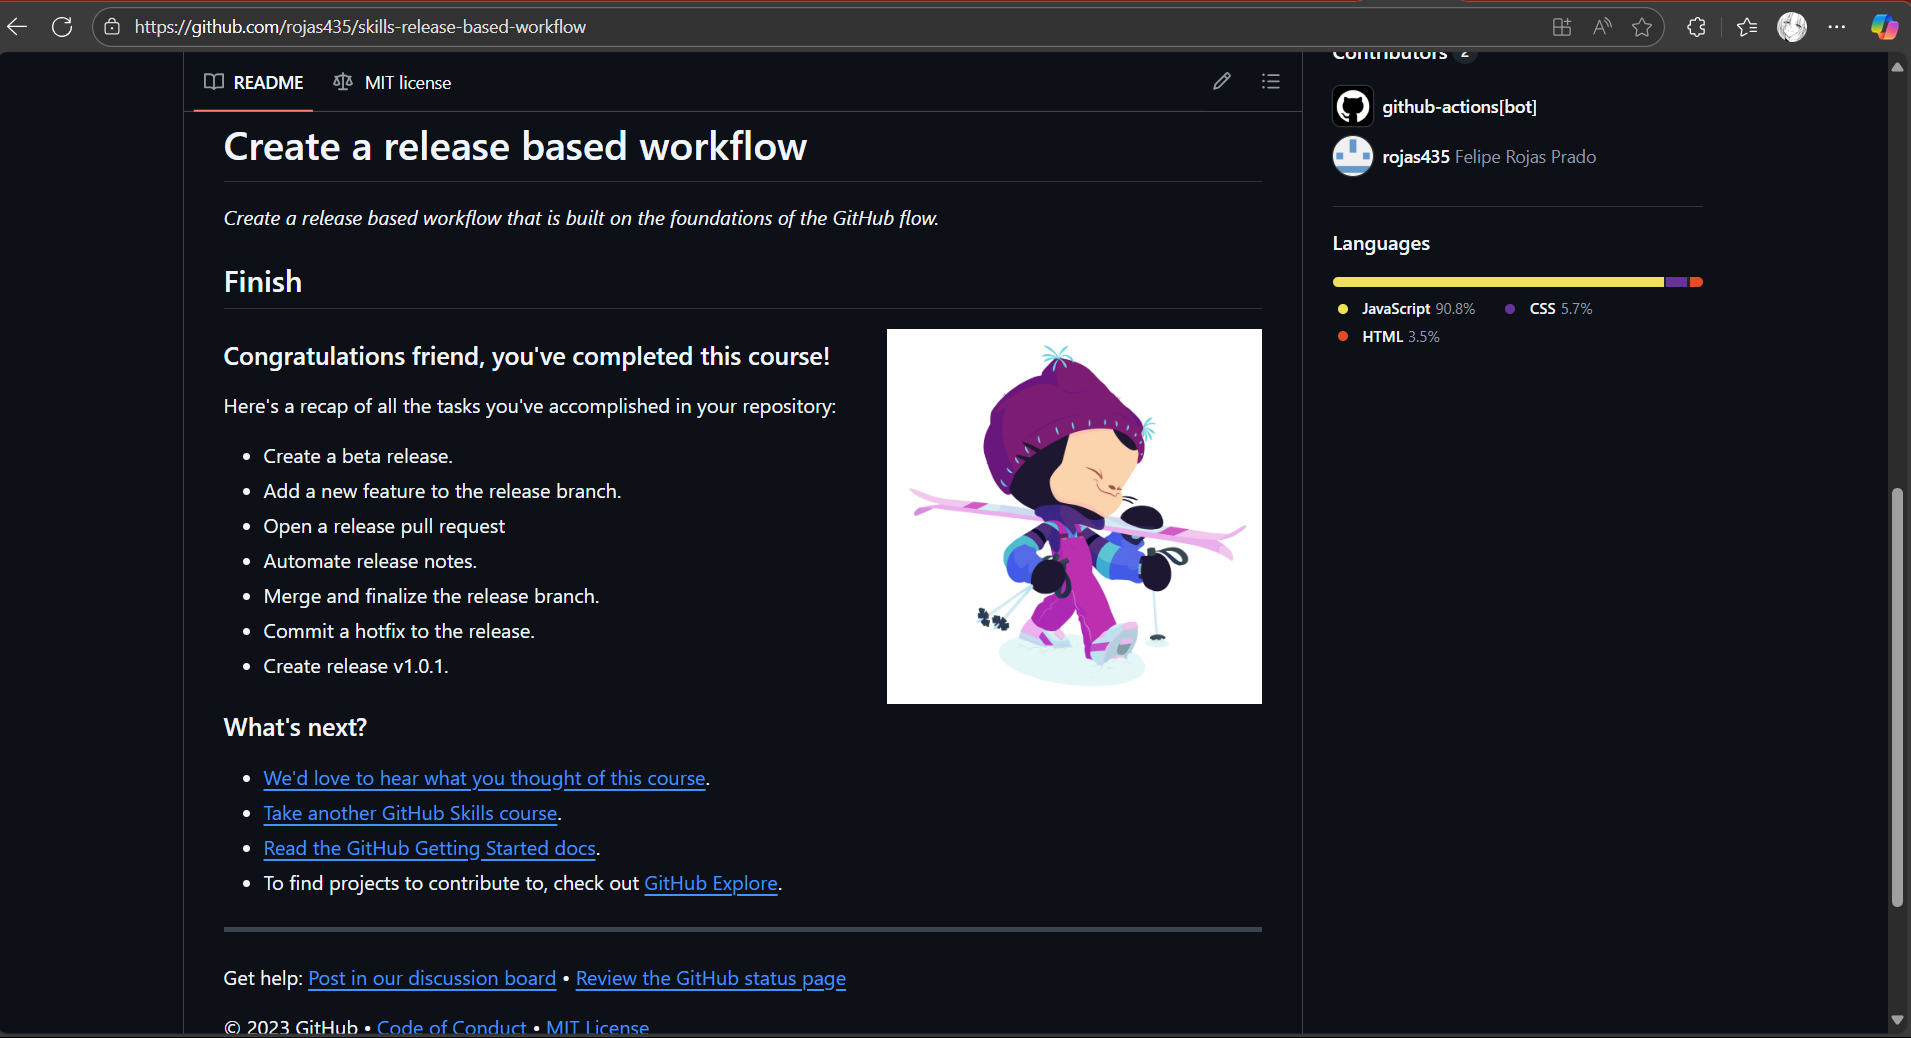 https://github.com/rojas435/skills-release-based-workflow
README
MIT license
Create a release based workflow
Create a release based workflow that is built on the foundations of the GitHub flow.
Finish
Congratulations friend, you've completed this course!
Here's a recap of all the tasks you've accomplished in your repository:
• Create a beta release.
• Add a new feature to the release branch.
• Open a release pull request
• Automate release notes.
• Merge and finalize the release branch.
• Commit a hotfix to the release.
• Create release v1.0.1.
What's next?
• We'd love to hear what you thought of this course.
• Take another GitHub Skills course.
• Read the GitHub Getting Started docs.
• To find projects to contribute to, check out GitHub Explore.
Get help: Post in our discussion board • Review the GitHub status page
© 2023 GitHub • Code of Conduct • MIT License
Contributors 2
github-actions[bot]
rojas435 Felipe Rojas Prado
Languages
JavaScript 90.8%
CSS 5.7%
HTML 3.5%